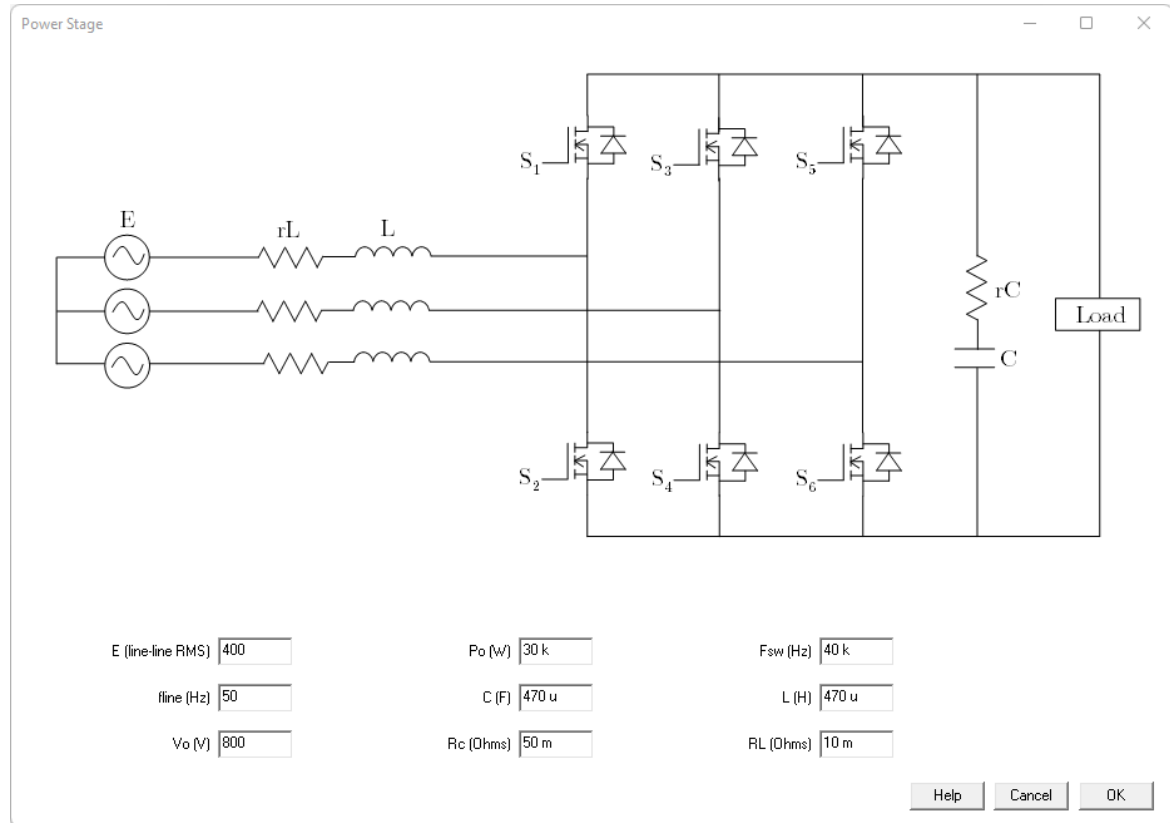 Power Stage
S1
S3
S5
E
rL
L
rC
Load
C
S2
S4
S6
E (line-line RMS) 400
Po (W) 30 k
Fsw (Hz) 40 k
fline (Hz) 50
C (F) 470 u
L (H) 470 u
Vo (V) 800
Rc (Ohms) 50 m
RL (Ohms) 10 m
Help
Cancel
OK